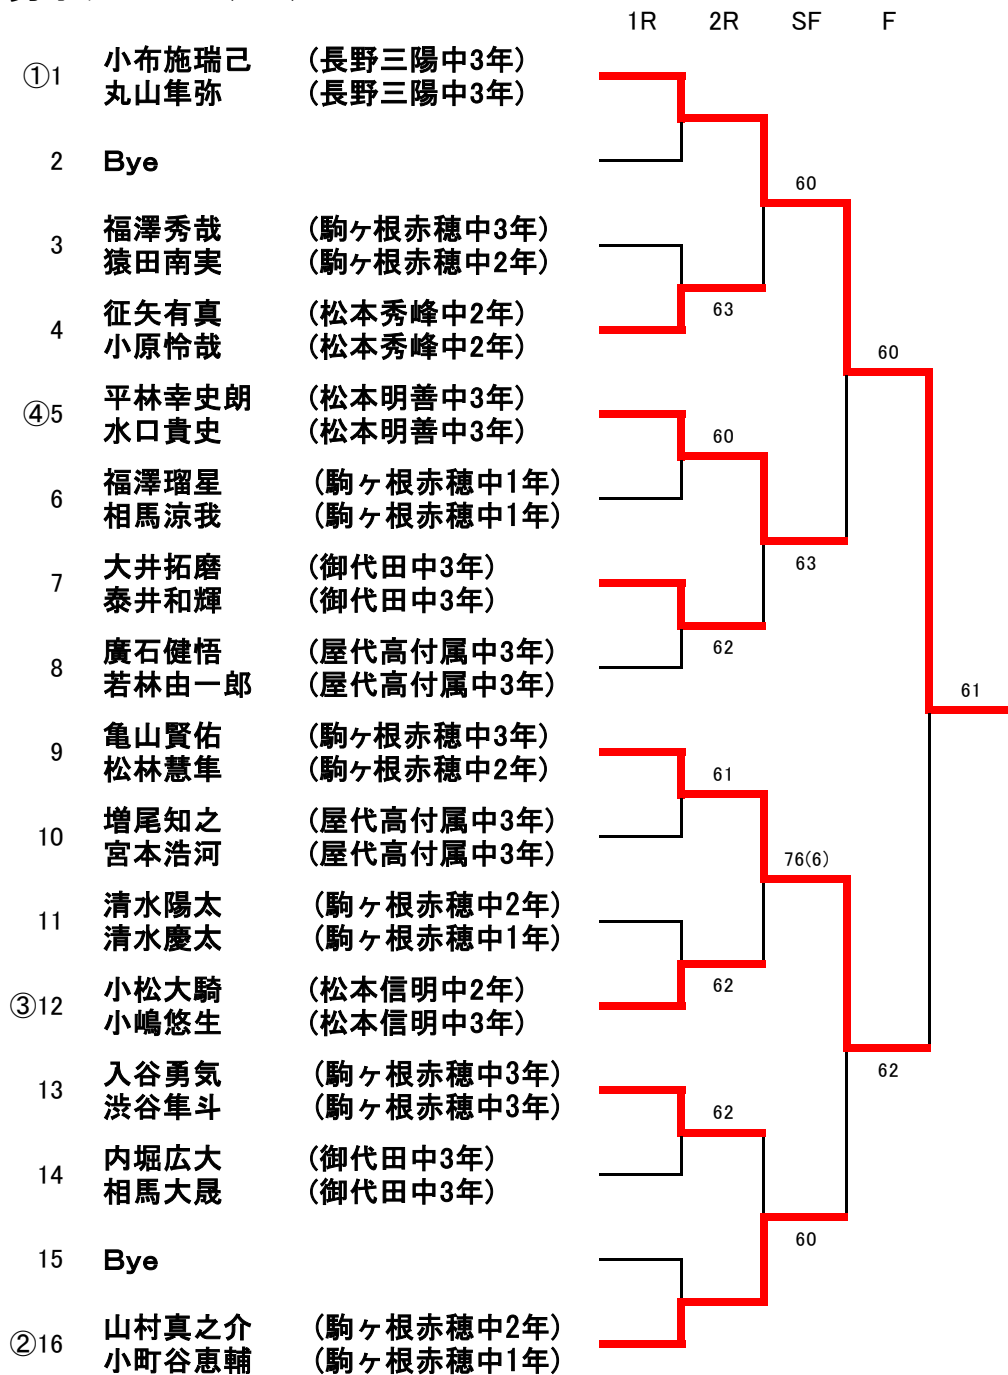 1R 2R SF F
①1 小布施瑞己 (長野三陽中3年)
丸山隼弥 (長野三陽中3年)
2 Bye
60
3 福澤秀哉 (駒ヶ根赤穂中3年)
猿田南実 (駒ヶ根赤穂中2年)
63
4 征矢有真 (松本秀峰中2年)
小原怜哉 (松本秀峰中2年)
60
④5 平林幸史朗 (松本明善中3年)
水口貴史 (松本明善中3年)
60
6 福澤瑠星 (駒ヶ根赤穂中1年)
相馬涼我 (駒ヶ根赤穂中1年)
63
7 大井拓磨 (御代田中3年)
泰井和輝 (御代田中3年)
62
8 廣石健悟 (屋代高付属中3年)
若林由一郎 (屋代高付属中3年)
61
9 亀山賢佑 (駒ヶ根赤穂中3年)
松林慧隼 (駒ヶ根赤穂中2年)
61
10 増尾知之 (屋代高付属中3年)
宮本浩河 (屋代高付属中3年)
76(6)
11 清水陽太 (駒ヶ根赤穂中2年)
清水慶太 (駒ヶ根赤穂中1年)
62
③12 小松大騎 (松本信明中2年)
小嶋悠生 (松本信明中3年)
62
13 入谷勇気 (駒ヶ根赤穂中3年)
渋谷隼斗 (駒ヶ根赤穂中3年)
62
14 内堀広大 (御代田中3年)
相馬大晟 (御代田中3年)
60
15 Bye
②16 山村真之介 (駒ヶ根赤穂中2年)
小町谷恵輔 (駒ヶ根赤穂中1年)